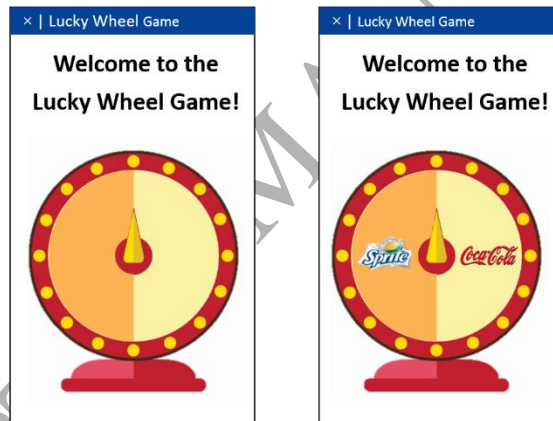 × | Lucky Wheel Game
Welcome to the
Lucky Wheel Game!
× | Lucky Wheel Game
Welcome to the
Lucky Wheel Game!
Sprite
Coca-Cola